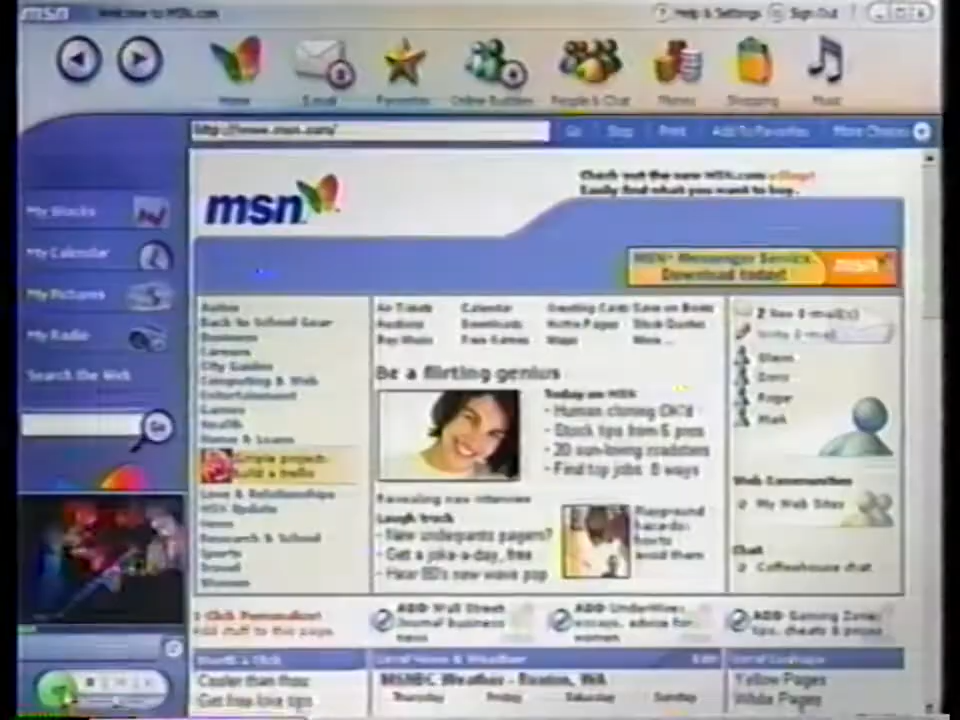 msn Welcome to MSN.com Help & Settings Sign Out
Home E-mail Favorites Online Buddies People & Chat Money Shopping Music
http://www.msn.com/ Go Stop Print Add To Favorites More Choices
My Stocks
My Calendar
My Pictures
My Radio
Search the Web
Go
msn
Check out the new MSN.com
Easily find what you want to buy.
MSN Messenger Service.
Download today!
msn
Autos
Back to School Gear
Business
Careers
City Guides
Computing & Web
Entertainment
Games
Health
Home & Loans
Simple project:
build a trellis
Love & Relationships
MSN Update
News
Research & School
Sports
Travel
Women
Air Tickets Calendar Greeting Cards Save on Books
Auctions Downloads White Pages Stock Quotes
Buy Music Free Games Maps More...
Be a flirting genius
Today on MSN
- Human cloning OK'd
- Stock tips from 6 pros
- 20 sun-loving roadsters
- Find top jobs 8 ways
Revealing new interview
Laugh track
- New underpants pagers?
- Get a joke-a-day, free
- Hear 80's new wave pop
Playground
hazards:
how to
avoid them
2 New E-mail(s)
Write E-mail
Glenn
Mark
Web Communities
My Web Sites
Chat
Coffeehouse chat
Click Personalize!
Add stuff to this page.
ADD Wall Street
Journal business
news
ADD UnderWire:
essays, advice for
women
ADD Gaming Zone:
tips, cheats & prizes
Cooler than thou
Get free love tips
Local News & Weather Edit
MSNBC Weather - Renton, WA
Thursday Friday Saturday Sunday
Local Lookups
Yellow Pages
White Pages